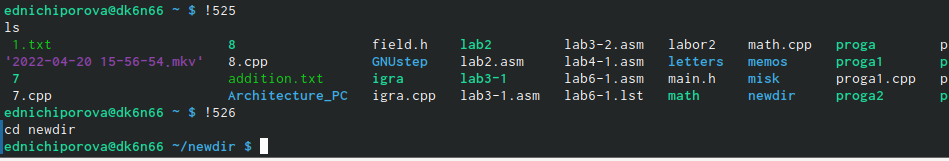 ednichiporova@dk6n66 ~ $ !525
ls
1.txt 8 field.h lab2 lab3-2.asm labor2 math.cpp proga p
'2022-04-20 15-56-54.mkv' 8.cpp GNUstep lab2.asm lab4-1.asm letters memos proga1 p
7 addition.txt igra lab3-1 lab6-1.asm main.h misk proga1.cpp p
7.cpp Architecture_PC igra.cpp lab3-1.asm lab6-1.lst math newdir proga2 p
ednichiporova@dk6n66 ~ $ !526
cd newdir
ednichiporova@dk6n66 ~/newdir $